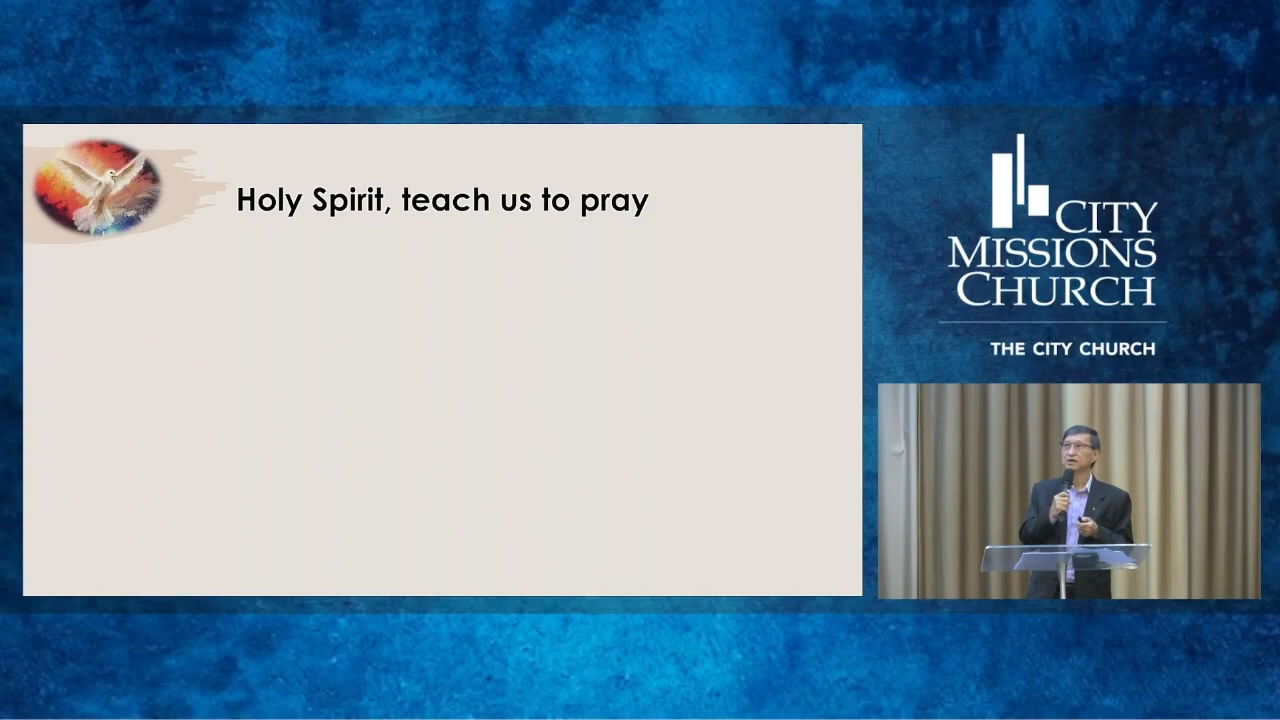 Holy Spirit, teach us to pray
CITY
MISSIONS
CHURCH
THE CITY CHURCH